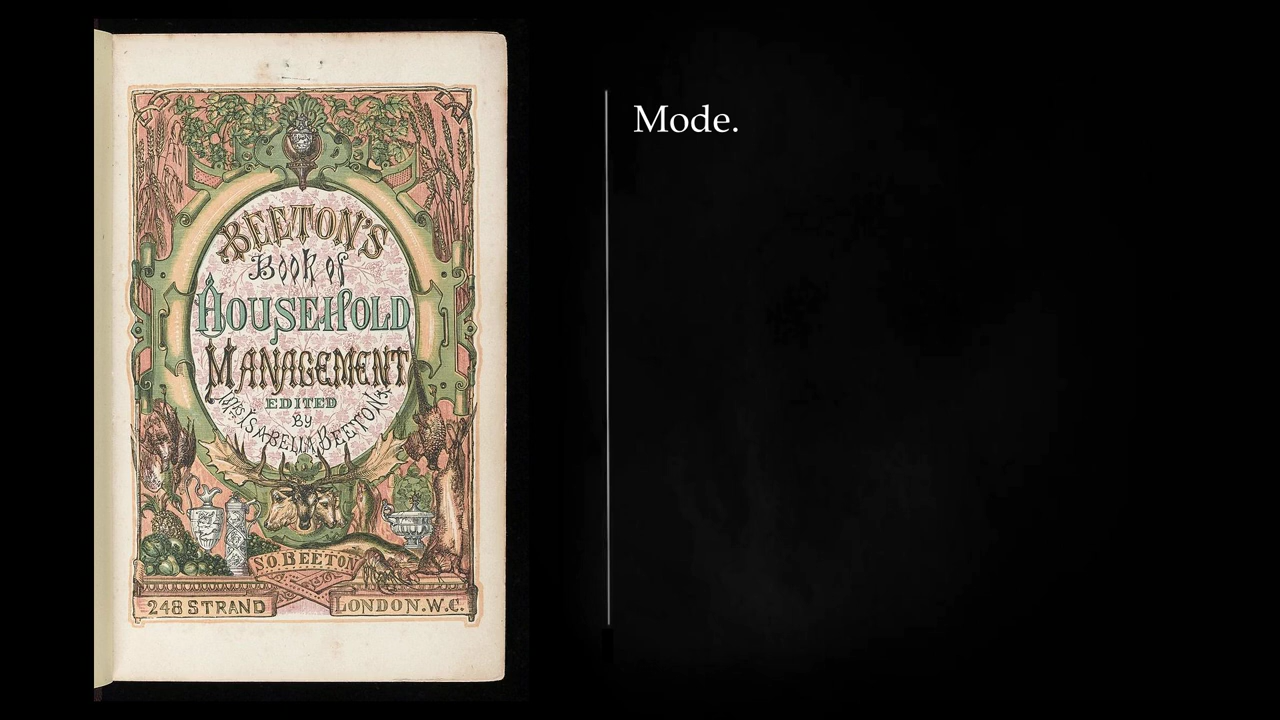 BEETON'S
Book of
HOUSEHOLD
MANAGEMENT
EDITED
BY
MRS ISABELLA BEETON
S.O. BEETON
248 STRAND
LONDON. W.C.
Mode.